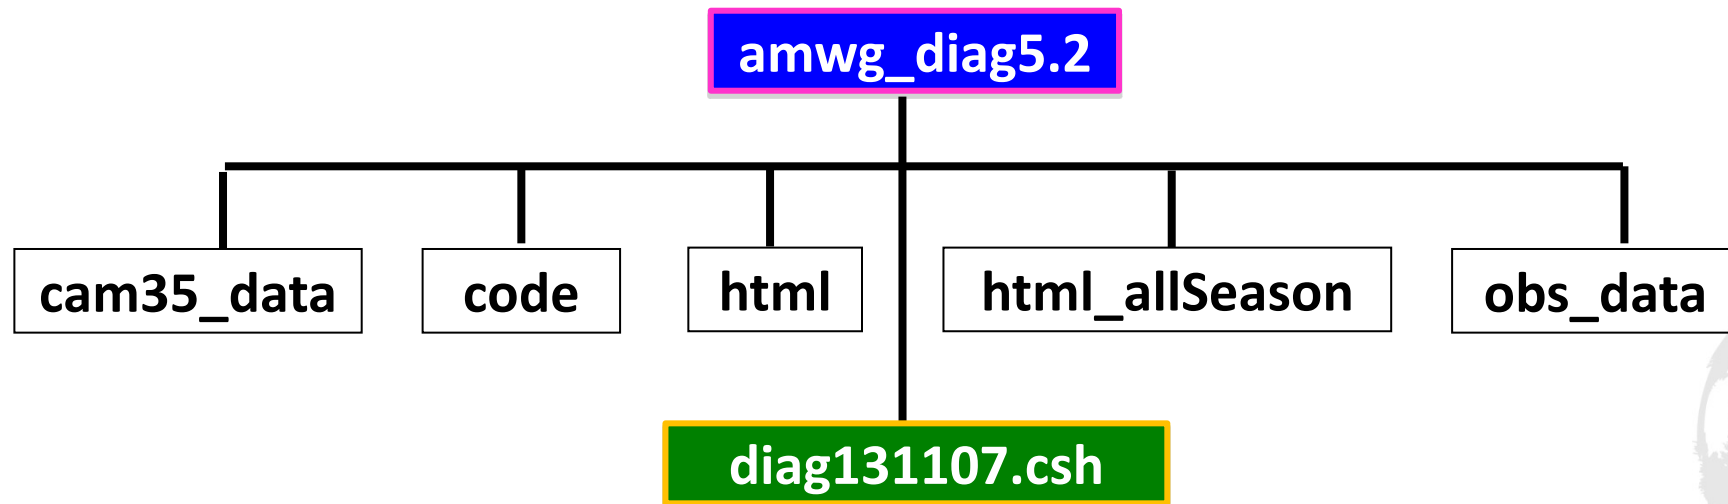 amwg_diag5.2
cam35_data
code
html
html_allSeason
obs_data
diag131107.csh